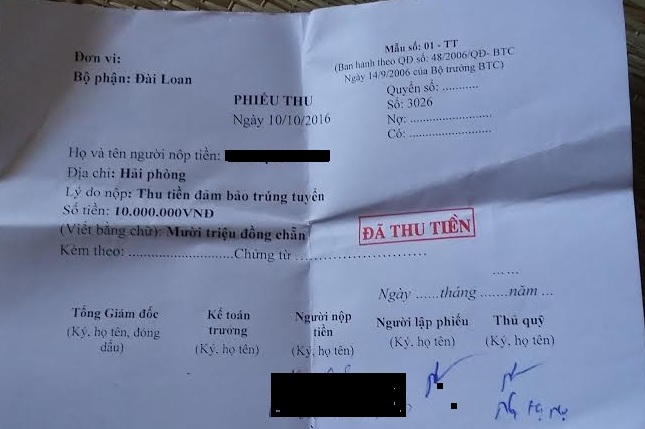 Đơn vi:
Bộ phận: Đài Loan
Mẫu số: 01 - TT
(Ban hành theo QĐ số: 48/2006/QĐ- BTC
Ngày 14/9/2006 của Bộ trưởng BTC)
PHIẾU THU
Ngày 10/10/2016
Quyển số: ...........
Số: 3026
Nợ: ....................
Có: ....................
Họ và tên người nôp tiền:
Địa chỉ: Hải phòng
Lý do nộp: Thu tiền đảm bảo trúng tuyển
Số tiền: 10.000.000VNĐ
(Viết bằng chữ): Mười triệu đồng chẵn
ĐÃ THU TIỀN
Kèm theo: ..........................Chứng từ ..............................
......
Ngày ......tháng .......năm ...
Tổng Giám đốc
(Ký, họ tên, đóng
dấu)
Kế toán
trưởng
(Ký, họ tên)
Người nộp
tiền
(Ký, họ tên)
Người lập phiếu
(Ký, họ tên)
Thủ quỹ
(Ký, họ tên)